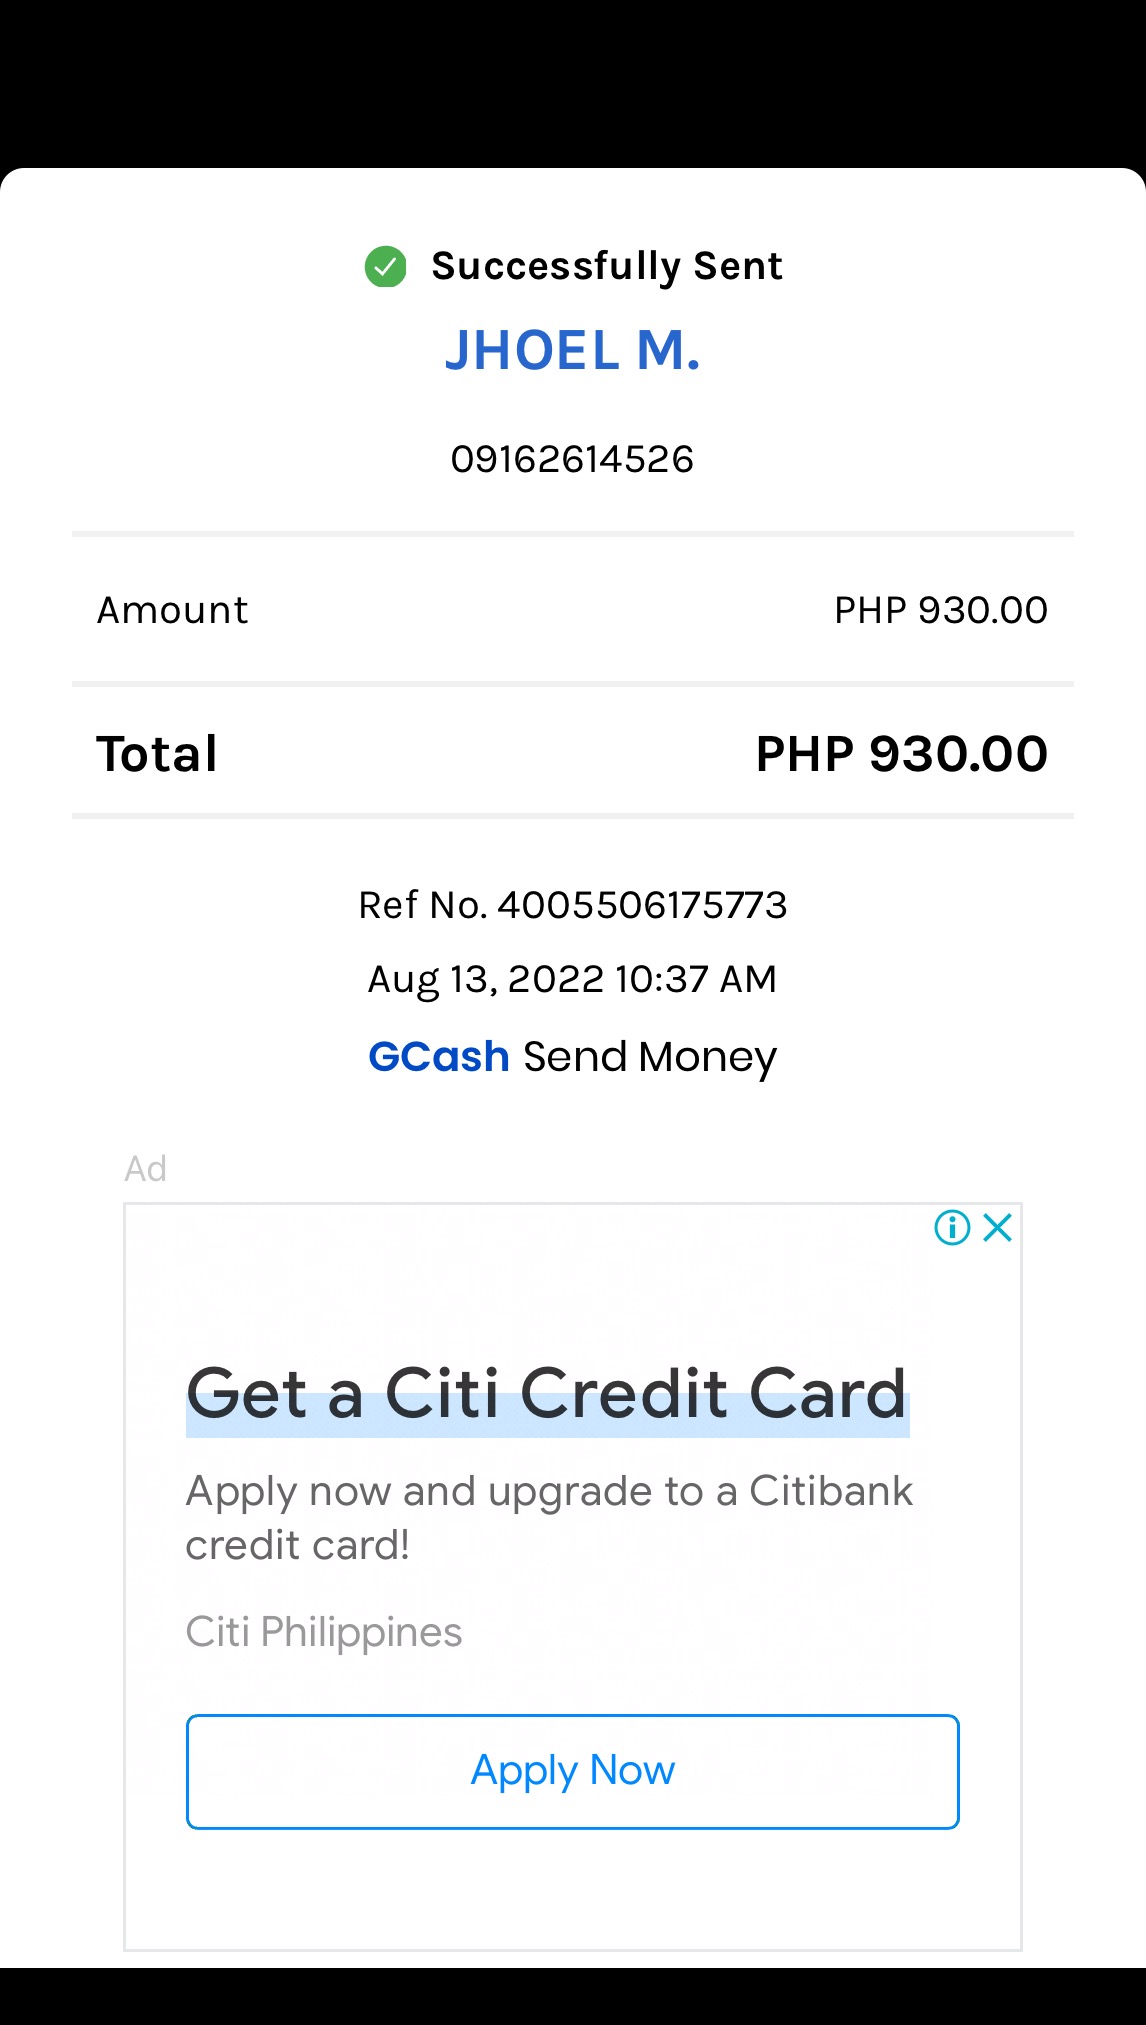 Successfully Sent
JHOEL M.
09162614526
Amount PHP 930.00
Total PHP 930.00
Ref No. 4005506175773
Aug 13, 2022 10:37 AM
GCash Send Money
Ad
Get a Citi Credit Card
Apply now and upgrade to a Citibank
credit card!
Citi Philippines
Apply Now